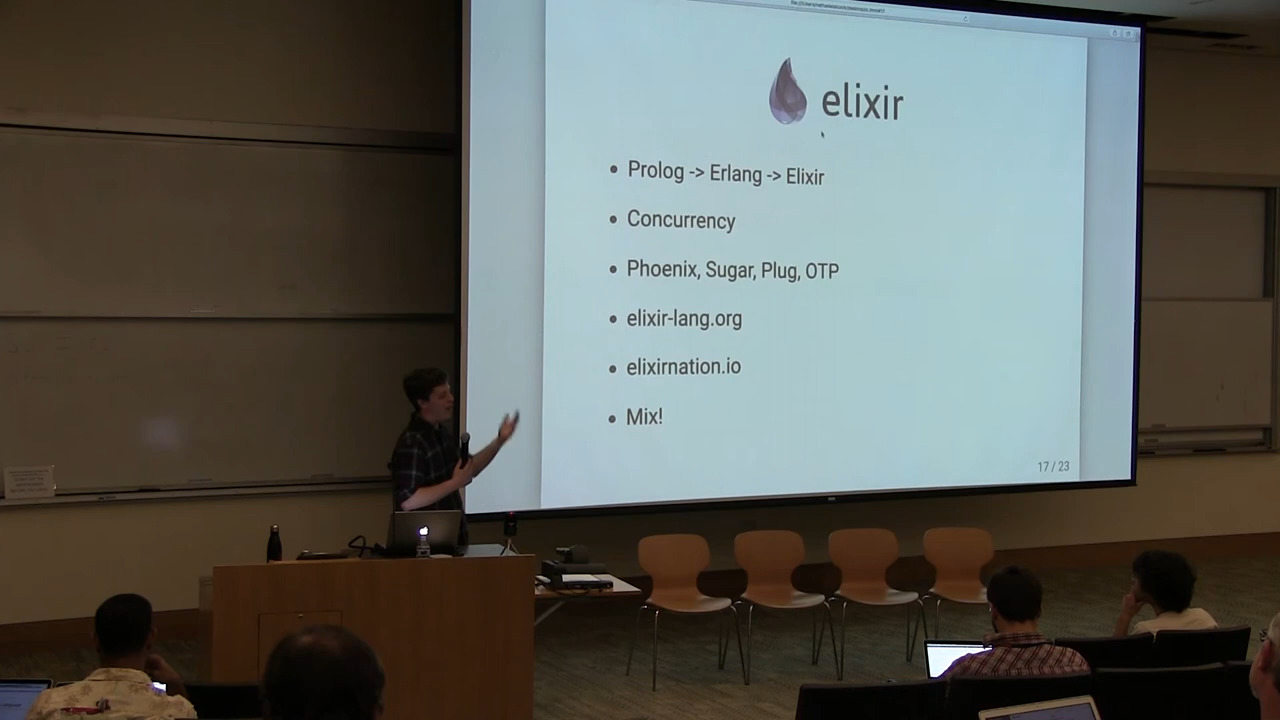 elixir
Prolog -> Erlang -> Elixir
Concurrency
Phoenix, Sugar, Plug, OTP
elixir-lang.org
elixirnation.io
Mix!
17 / 23